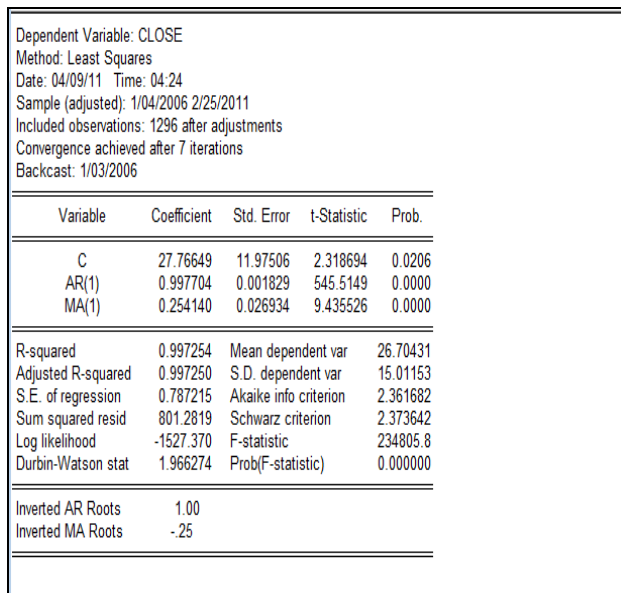 Dependent Variable: CLOSE
Method: Least Squares
Date: 04/09/11 Time: 04:24
Sample (adjusted): 1/04/2006 2/25/2011
Included observations: 1296 after adjustments
Convergence achieved after 7 iterations
Backcast: 1/03/2006
Variable Coefficient Std. Error t-Statistic Prob.
C 27.76649 11.97506 2.318694 0.0206
AR(1) 0.997704 0.001829 545.5149 0.0000
MA(1) 0.254140 0.026934 9.435526 0.0000
R-squared 0.997254 Mean dependent var 26.70431
Adjusted R-squared 0.997250 S.D. dependent var 15.01153
S.E. of regression 0.787215 Akaike info criterion 2.361682
Sum squared resid 801.2819 Schwarz criterion 2.373642
Log likelihood -1527.370 F-statistic 234805.8
Durbin-Watson stat 1.966274 Prob(F-statistic) 0.000000
Inverted AR Roots 1.00
Inverted MA Roots -.25